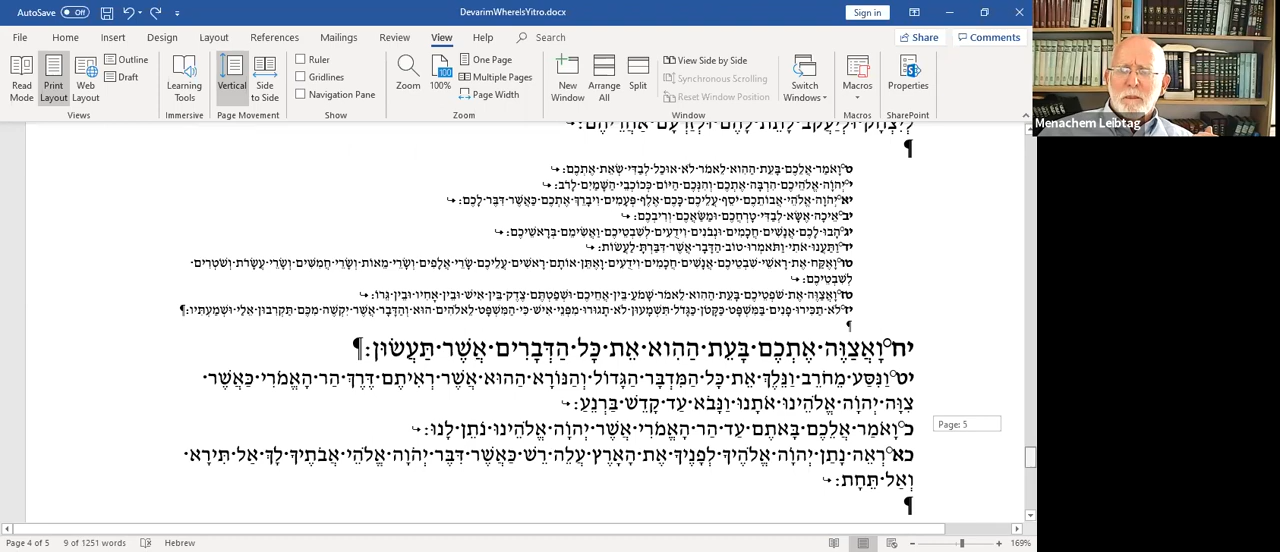 AutoSave Off
DevarimWhereIsYitro.docx
Sign in
File Home Insert Design Layout References Mailings Review View Help Search
Share Comments
Read Mode Print Layout Web Layout Outline Draft
Learning Tools
Vertical Side to Side
Ruler
Gridlines
Navigation Pane
Zoom 100% One Page
Multiple Pages
Page Width
New Window Arrange All Split
View Side by Side
Synchronous Scrolling
Reset Window Position
Switch Windows Macros Properties
Views Immersive Page Movement Show Zoom Window Macros SharePoint
Menachem Leibtag
לְיִצְחָק וּלְיַעֲקֹב לָתֵת לָהֶם וּלְזַרְעָם אַחֲרֵיהֶם:
ט וָאֹמַר אֲלֵכֶם בָּעֵת הַהִוא לֵאמֹר לֹא אוּכַל לְבַדִּי שְׂאֵת אֶתְכֶם:
י יְהוָה אֱלֹהֵיכֶם הִרְבָּה אֶתְכֶם וְהִנְּכֶם הַיּוֹם כְּכוֹכְבֵי הַשָּׁמַיִם לָרֹב:
יא יְהוָה אֱלֹהֵי אֲבוֹתֵכֶם יֹסֵף עֲלֵיכֶם כָּכֶם אֶלֶף פְּעָמִים וִיבָרֵךְ אֶתְכֶם כַּאֲשֶׁר דִּבֶּר לָכֶם:
יב אֵיכָה אֶשָּׂא לְבַדִּי טָרְחֲכֶם וּמַשַּׂאֲכֶם וְרִיבְכֶם:
יג הָבוּ לָכֶם אֲנָשִׁים חֲכָמִים וּנְבֹנִים וִידֻעִים לְשִׁבְטֵיכֶם וַאֲשִׂימֵם בְּרָאשֵׁיכֶם:
יד וַתַּעֲנוּ אֹתִי וַתֹּאמְרוּ טוֹב הַדָּבָר אֲשֶׁר דִּבַּרְתָּ לַעֲשׂוֹת:
טו וָאֶקַּח אֶת רָאשֵׁי שִׁבְטֵיכֶם אֲנָשִׁים חֲכָמִים וִידֻעִים וָאֶתֵּן אוֹתָם רָאשִׁים עֲלֵיכֶם שָׂרֵי אֲלָפִים וְשָׂרֵי מֵאוֹת וְשָׂרֵי חֲמִשִּׁים וְשָׂרֵי עֲשָׂרֹת וְשֹׁטְרִים
לְשִׁבְטֵיכֶם:
טז וָאֲצַוֶּה אֶת שֹׁפְטֵיכֶם בָּעֵת הַהִוא לֵאמֹר שָׁמֹעַ בֵּין אֲחֵיכֶם וּשְׁפַטְתֶּם צֶדֶק בֵּין אִישׁ וּבֵין אָחִיו וּבֵין גֵּרוֹ:
יז לֹא תַכִּירוּ פָנִים בַּמִּשְׁפָּט כַּקָּטֹן כַּגָּדֹל תִּשְׁמָעוּן לֹא תָגוּרוּ מִפְּנֵי אִישׁ כִּי הַמִּשְׁפָּט לֵאלֹהִים הוּא וְהַדָּבָר אֲשֶׁר יִקְשֶׁה מִכֶּם תַּקְרִבוּן אֵלַי וּשְׁמַעְתִּיו
יח וָאֲצַוֶּה אֶתְכֶם בָּעֵת הַהִוא אֵת כָּל הַדְּבָרִים אֲשֶׁר תַּעֲשׂוּן:
יט וַנִּסַּע מֵחֹרֵב וַנֵּלֶךְ אֵת כָּל הַמִּדְבָּר הַגָּדוֹל וְהַנּוֹרָא הַהוּא אֲשֶׁר רְאִיתֶם דֶּרֶךְ הַר הָאֱמֹרִי כַּאֲשֶׁר
צִוָּה יְהוָה אֱלֹהֵינוּ אֹתָנוּ וַנָּבֹא עַד קָדֵשׁ בַּרְנֵעַ:
כ וָאֹמַר אֲלֵכֶם בָּאתֶם עַד הַר הָאֱמֹרִי אֲשֶׁר יְהוָה אֱלֹהֵינוּ נֹתֵן לָנוּ:
כא רְאֵה נָתַן יְהוָה אֱלֹהֶיךָ לְפָנֶיךָ אֶת הָאָרֶץ עֲלֵה רֵשׁ כַּאֲשֶׁר דִּבֶּר יְהוָה אֱלֹהֵי אֲבֹתֶיךָ לָךְ אַל תִּירָא
וְאַל תֵּחָת:
Page: 5
Page 4 of 5 9 of 1251 words Hebrew 169%